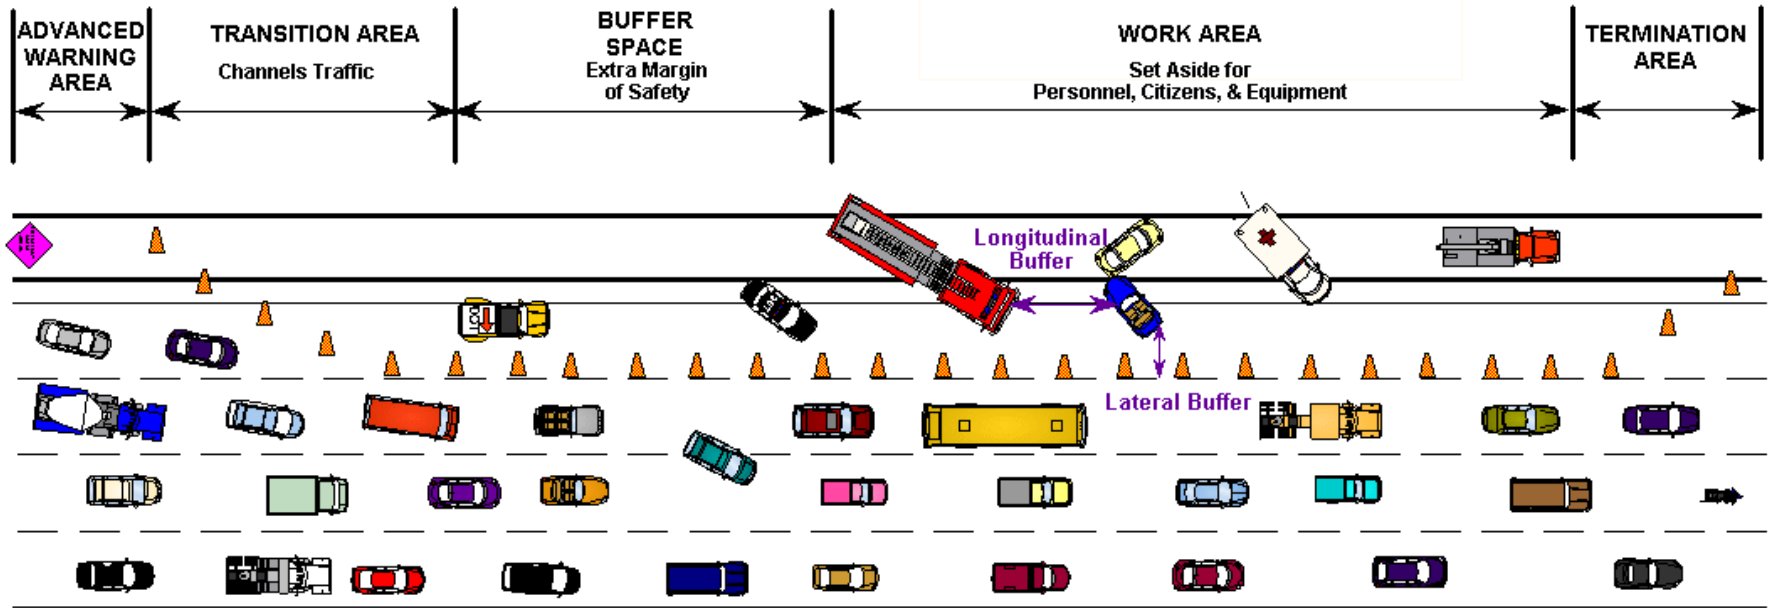 ADVANCED
WARNING
AREA
TRANSITION AREA
Channels Traffic
BUFFER
SPACE
Extra Margin
of Safety
WORK AREA
Set Aside for
Personnel, Citizens, & Equipment
TERMINATION
AREA
Longitudinal
Buffer
Lateral Buffer